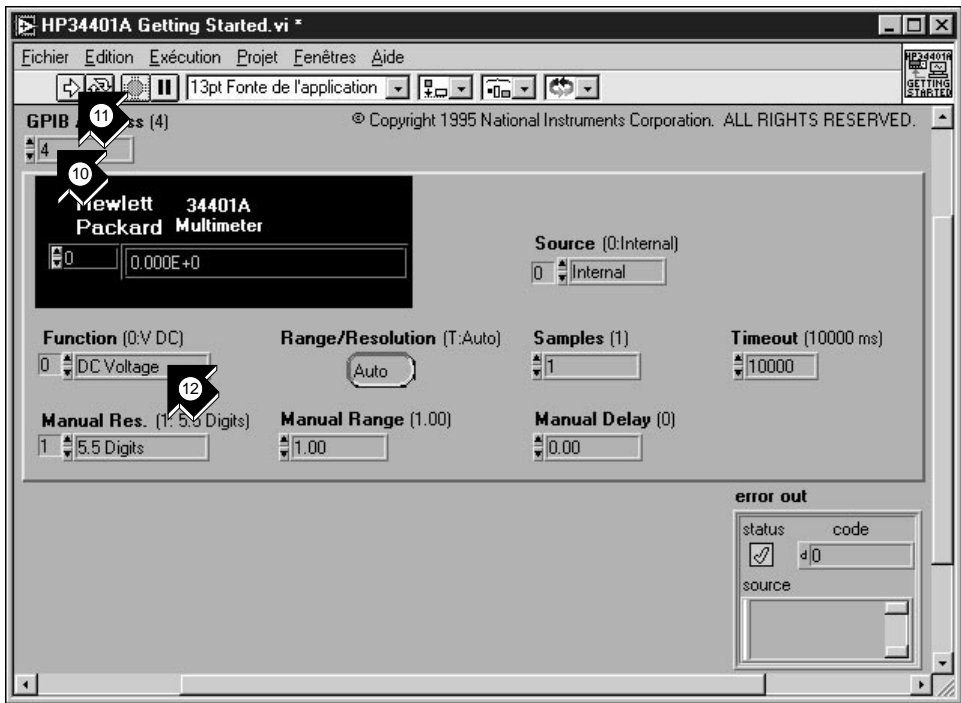 HP34401A Getting Started.vi *
Fichier Edition Exécution Projet Fenêtres Aide
13pt Fonte de l'application
HP34401A
GETTING
STARTED
11
GPIB (4)
© Copyright 1995 National Instruments Corporation. ALL RIGHTS RESERVED.
4
10
Hewlett 34401A
Packard Multimeter
0 0.000E+0
Source (0:Internal)
0 Internal
Function (0:V DC) Range/Resolution (T:Auto) Samples (1) Timeout (10000 ms)
0 DC Voltage Auto 1 10000
12
Manual Res. (1: 5.5 Digits) Manual Range (1.00) Manual Delay (0)
1 5.5 Digits 1.00 0.00
error out
status code
d 0
source